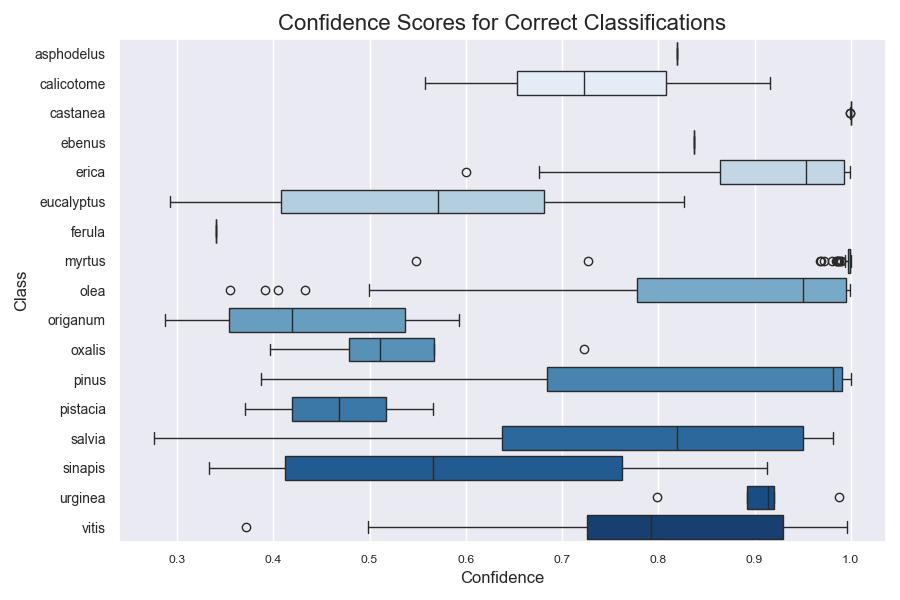 Confidence Scores for Correct Classifications
Class
asphodelus
calicotome
castanea
ebenus
erica
eucalyptus
ferula
myrtus
olea
origanum
oxalis
pinus
pistacia
salvia
sinapis
urginea
vitis
0.3 0.4 0.5 0.6 0.7 0.8 0.9 1.0
Confidence